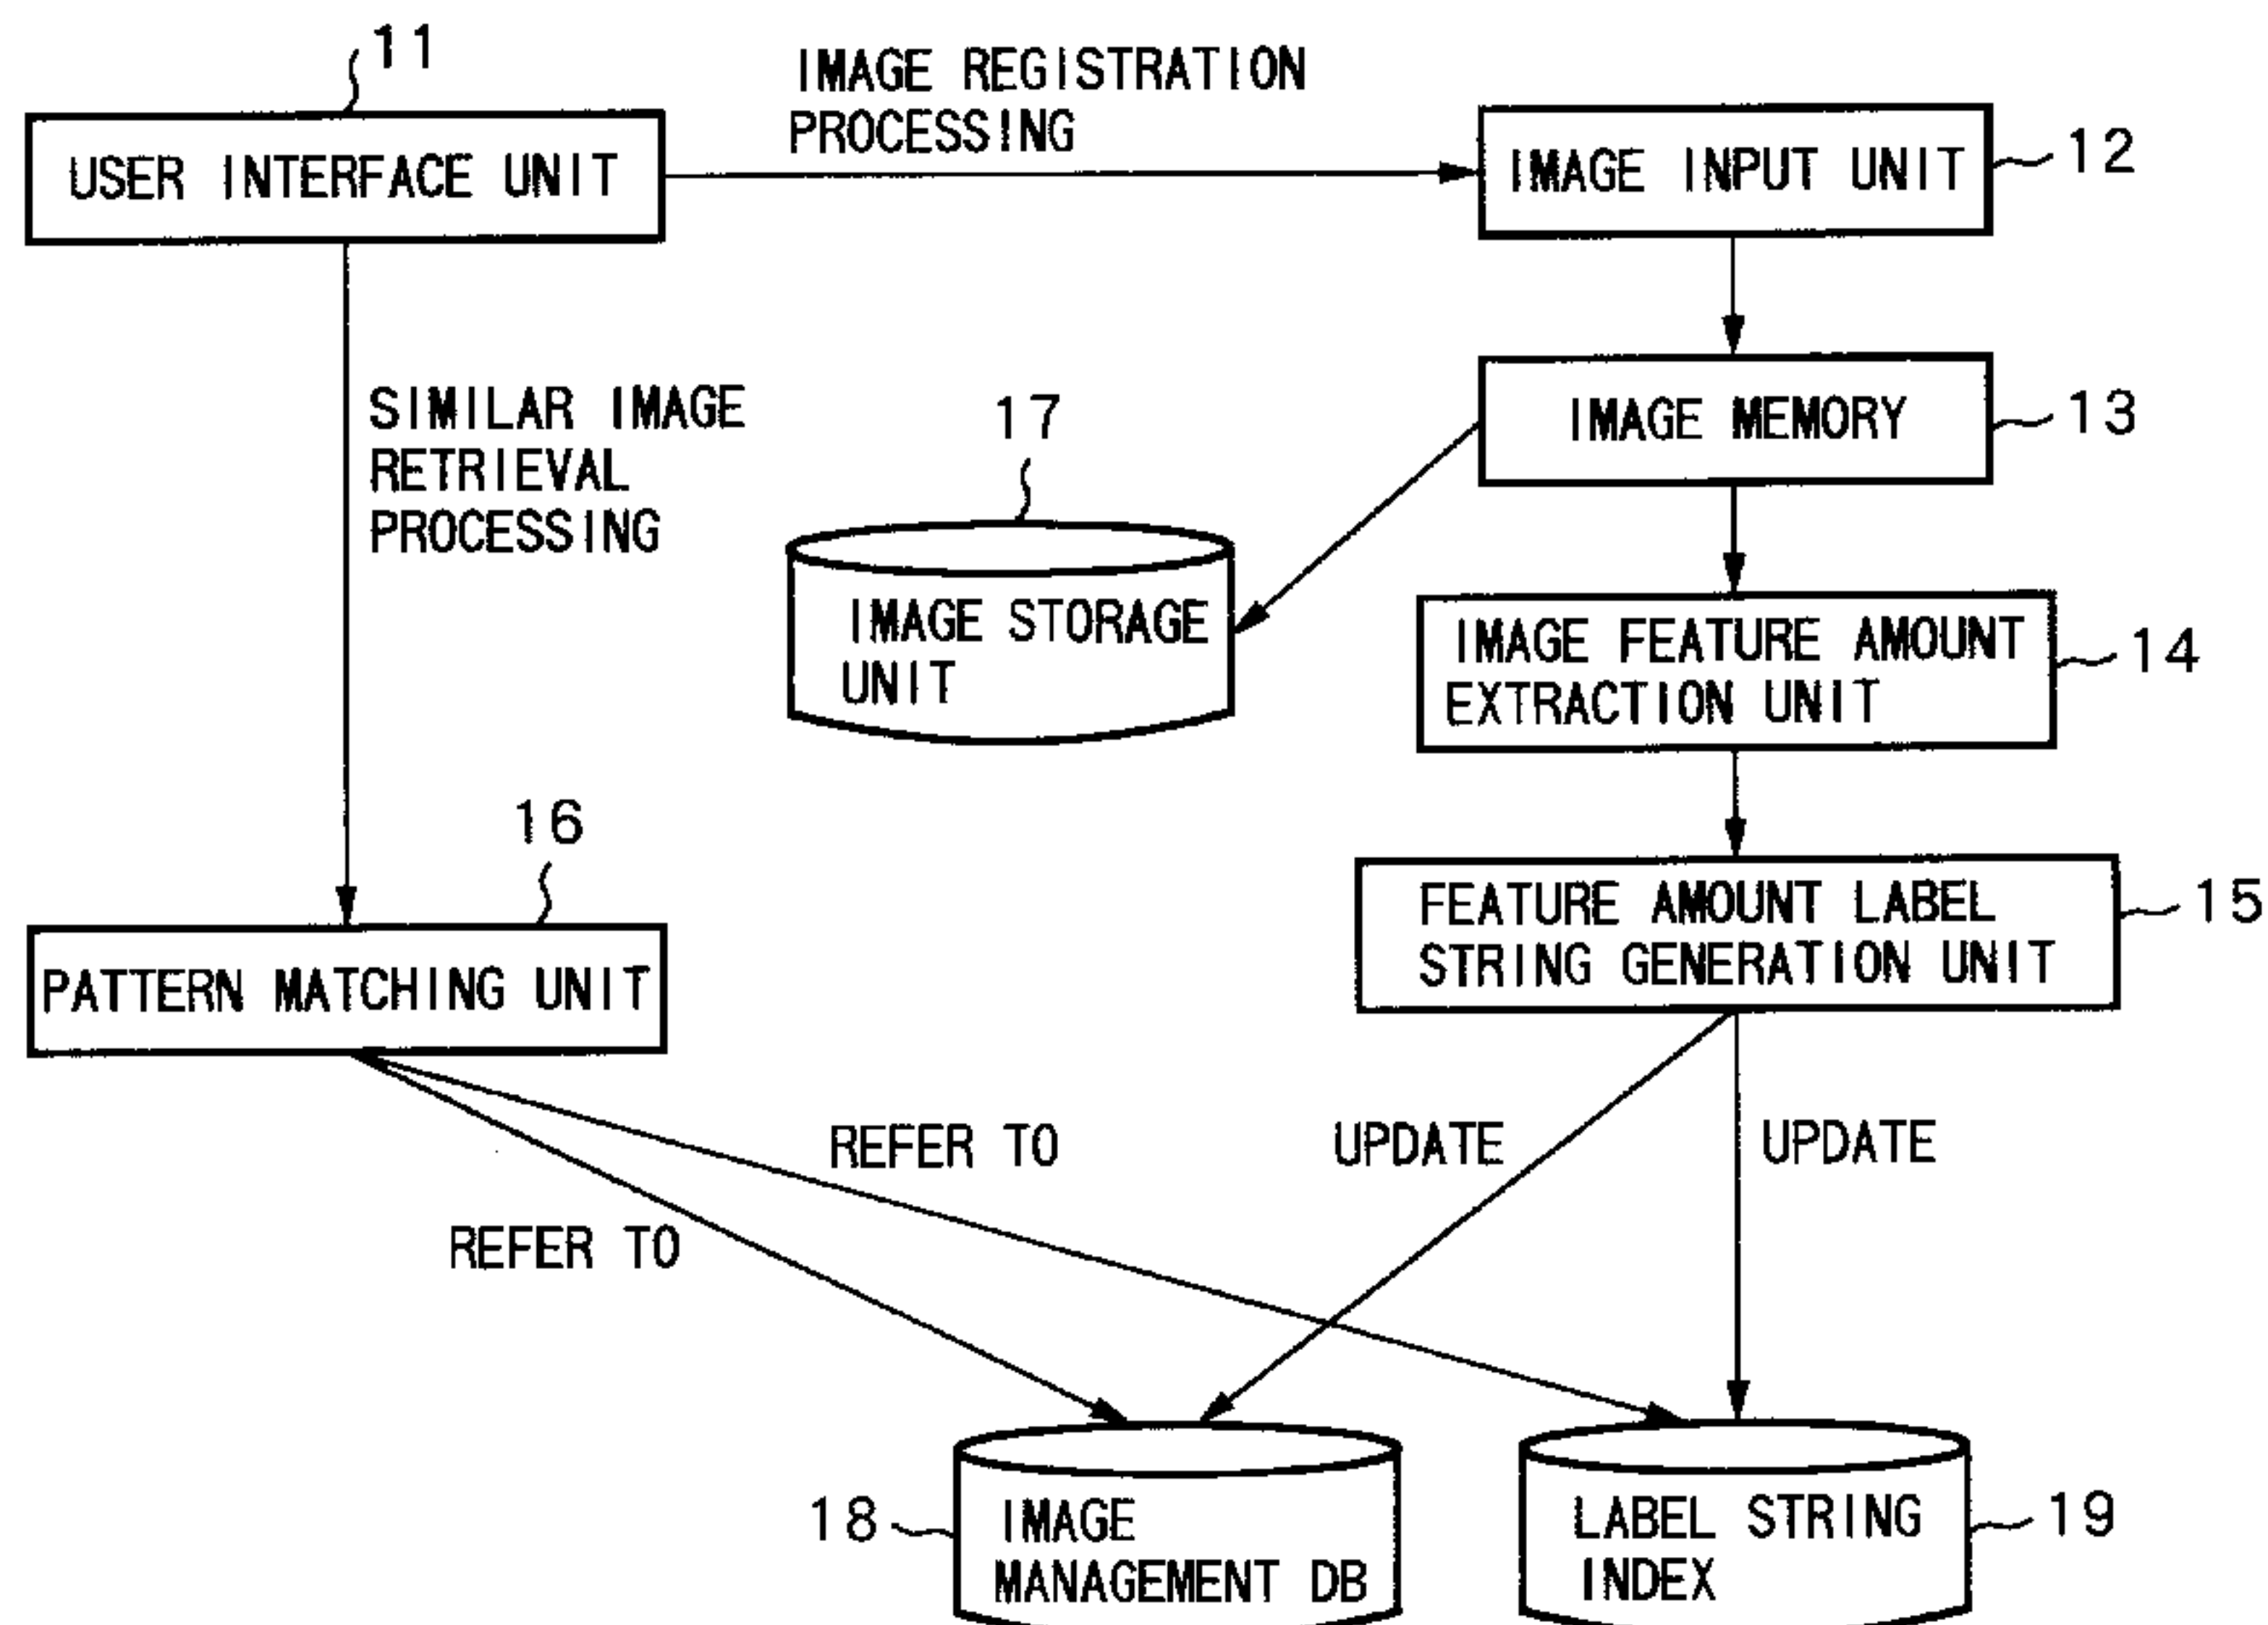 11
IMAGE REGISTRATION
PROCESSING
USER INTERFACE UNIT
IMAGE INPUT UNIT
12
SIMILAR IMAGE
RETRIEVAL
PROCESSING
17
IMAGE MEMORY
13
IMAGE STORAGE
UNIT
IMAGE FEATURE AMOUNT
EXTRACTION UNIT
14
16
PATTERN MATCHING UNIT
FEATURE AMOUNT LABEL
STRING GENERATION UNIT
15
REFER TO
UPDATE
UPDATE
REFER TO
18
IMAGE
MANAGEMENT DB
LABEL STRING
INDEX
19